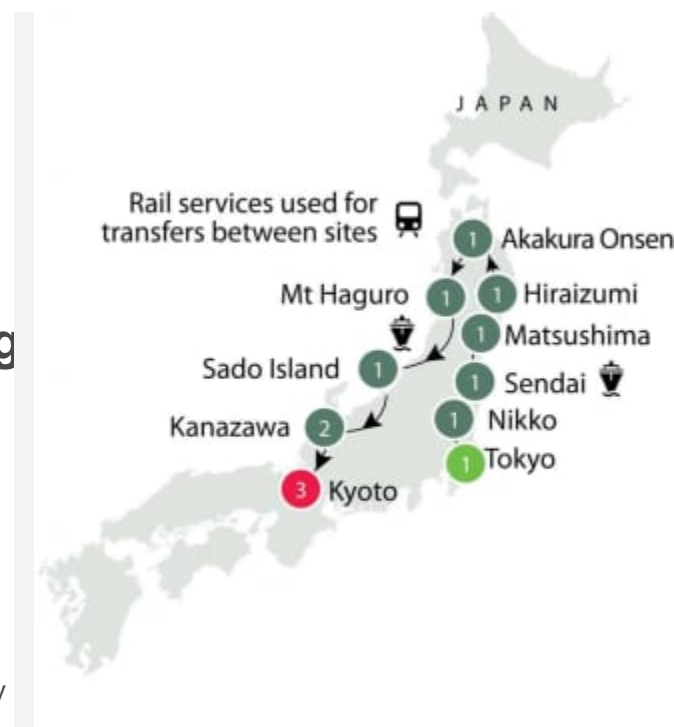 JAPAN
Rail services used for
transfers between sites
1 Akakura Onsen
Mt Haguro 1
1 Hiraizumi
1 Matsushima
Sado Island 1
1 Sendai
Kanazawa 2
1 Nikko
1 Tokyo
3 Kyoto
g